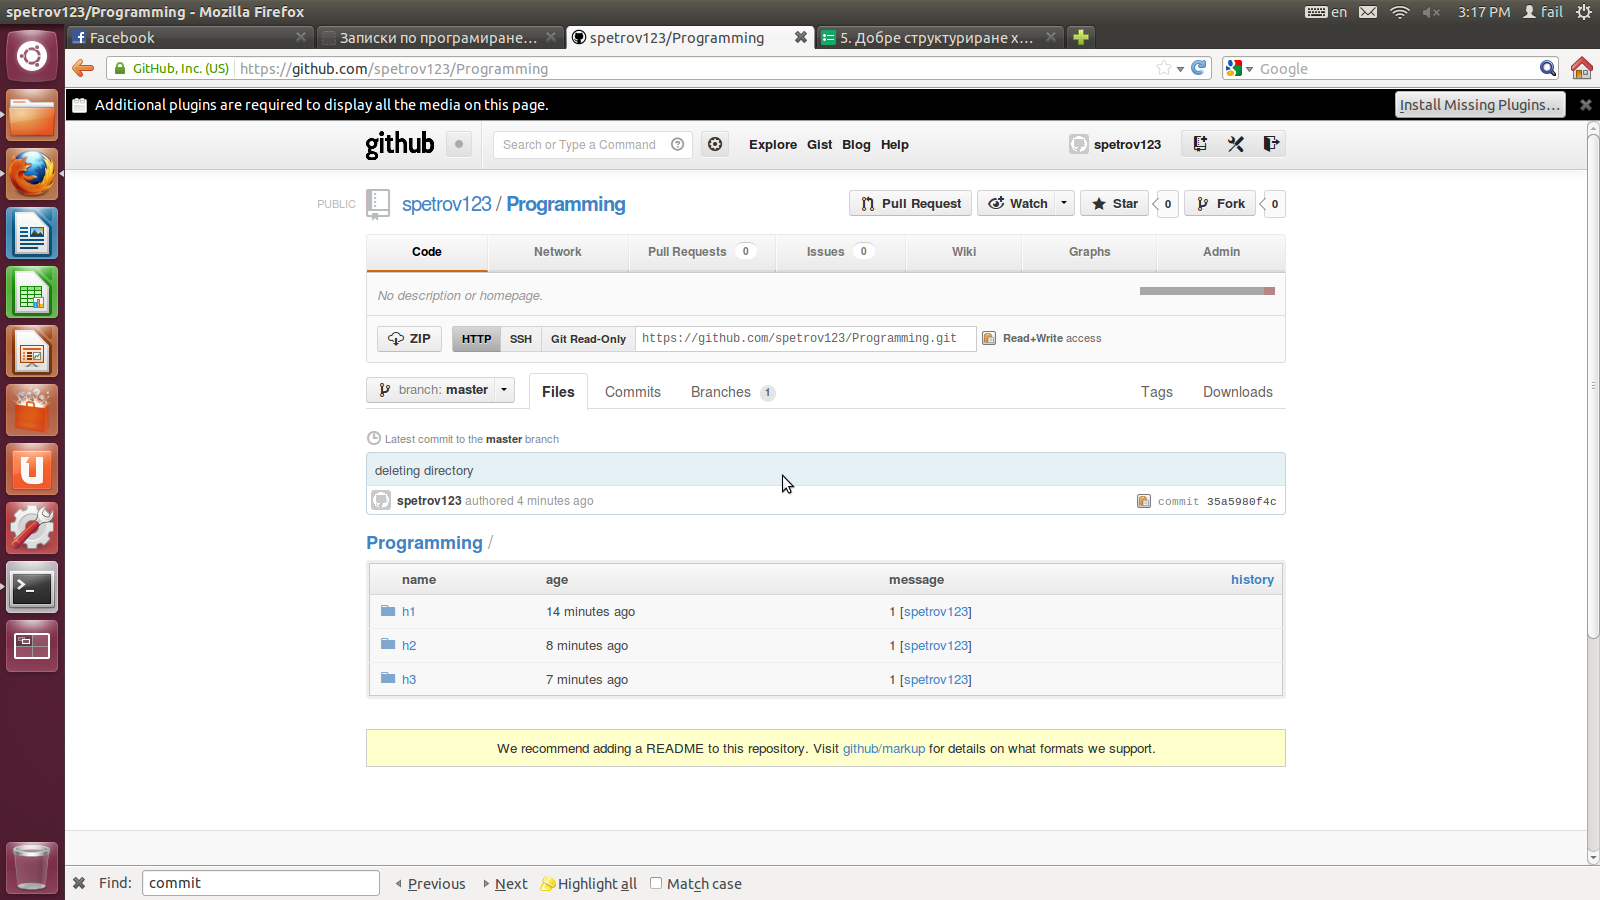 spetrov123/Programming - Mozilla Firefox
en
3:17 PM
fail
Facebook
Записки по програмиране...
spetrov123/Programming
5. Добре структуриране х...
GitHub, Inc. (US)
https://github.com/spetrov123/Programming
Google
Additional plugins are required to display all the media on this page.
Install Missing Plugins...
github
Search or Type a Command
Explore Gist Blog Help
spetrov123
PUBLIC
spetrov123 / Programming
Pull Request
Watch
Star
0
Fork
0
Code
Network
Pull Requests 0
Issues 0
Wiki
Graphs
Admin
No description or homepage.
ZIP
HTTP
SSH
Git Read-Only
https://github.com/spetrov123/Programming.git
Read+Write access
branch: master
Files
Commits
Branches 1
Tags
Downloads
Latest commit to the master branch
deleting directory
spetrov123 authored 4 minutes ago
commit 35a5980f4c
Programming /
name age message history
h1 14 minutes ago 1 [spetrov123]
h2 8 minutes ago 1 [spetrov123]
h3 7 minutes ago 1 [spetrov123]
We recommend adding a README to this repository. Visit github/markup for details on what formats we support.
Find: commit Previous Next Highlight all Match case